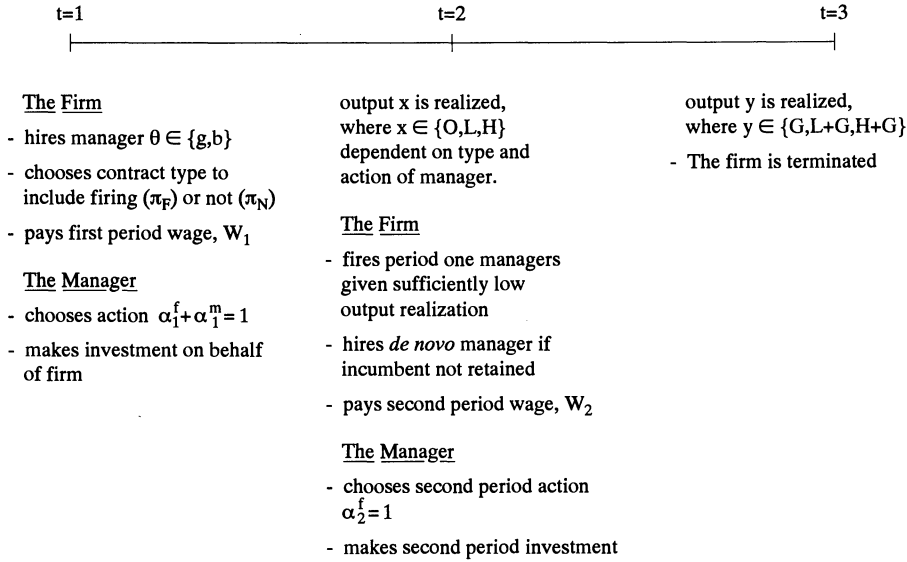 t=1
t=2
t=3
The Firm
- hires manager θ ∈ {g,b}
- chooses contract type to
include firing (π_F) or not (π_N)
- pays first period wage, W_1
The Manager
- chooses action α_1^f+α_1^m=1
- makes investment on behalf
of firm
output x is realized,
where x ∈ {O,L,H}
dependent on type and
action of manager.
The Firm
- fires period one managers
given sufficiently low
output realization
- hires de novo manager if
incumbent not retained
- pays second period wage, W_2
The Manager
- chooses second period action
α_2^f=1
- makes second period investment
output y is realized,
where y ∈ {G,L+G,H+G}
- The firm is terminated